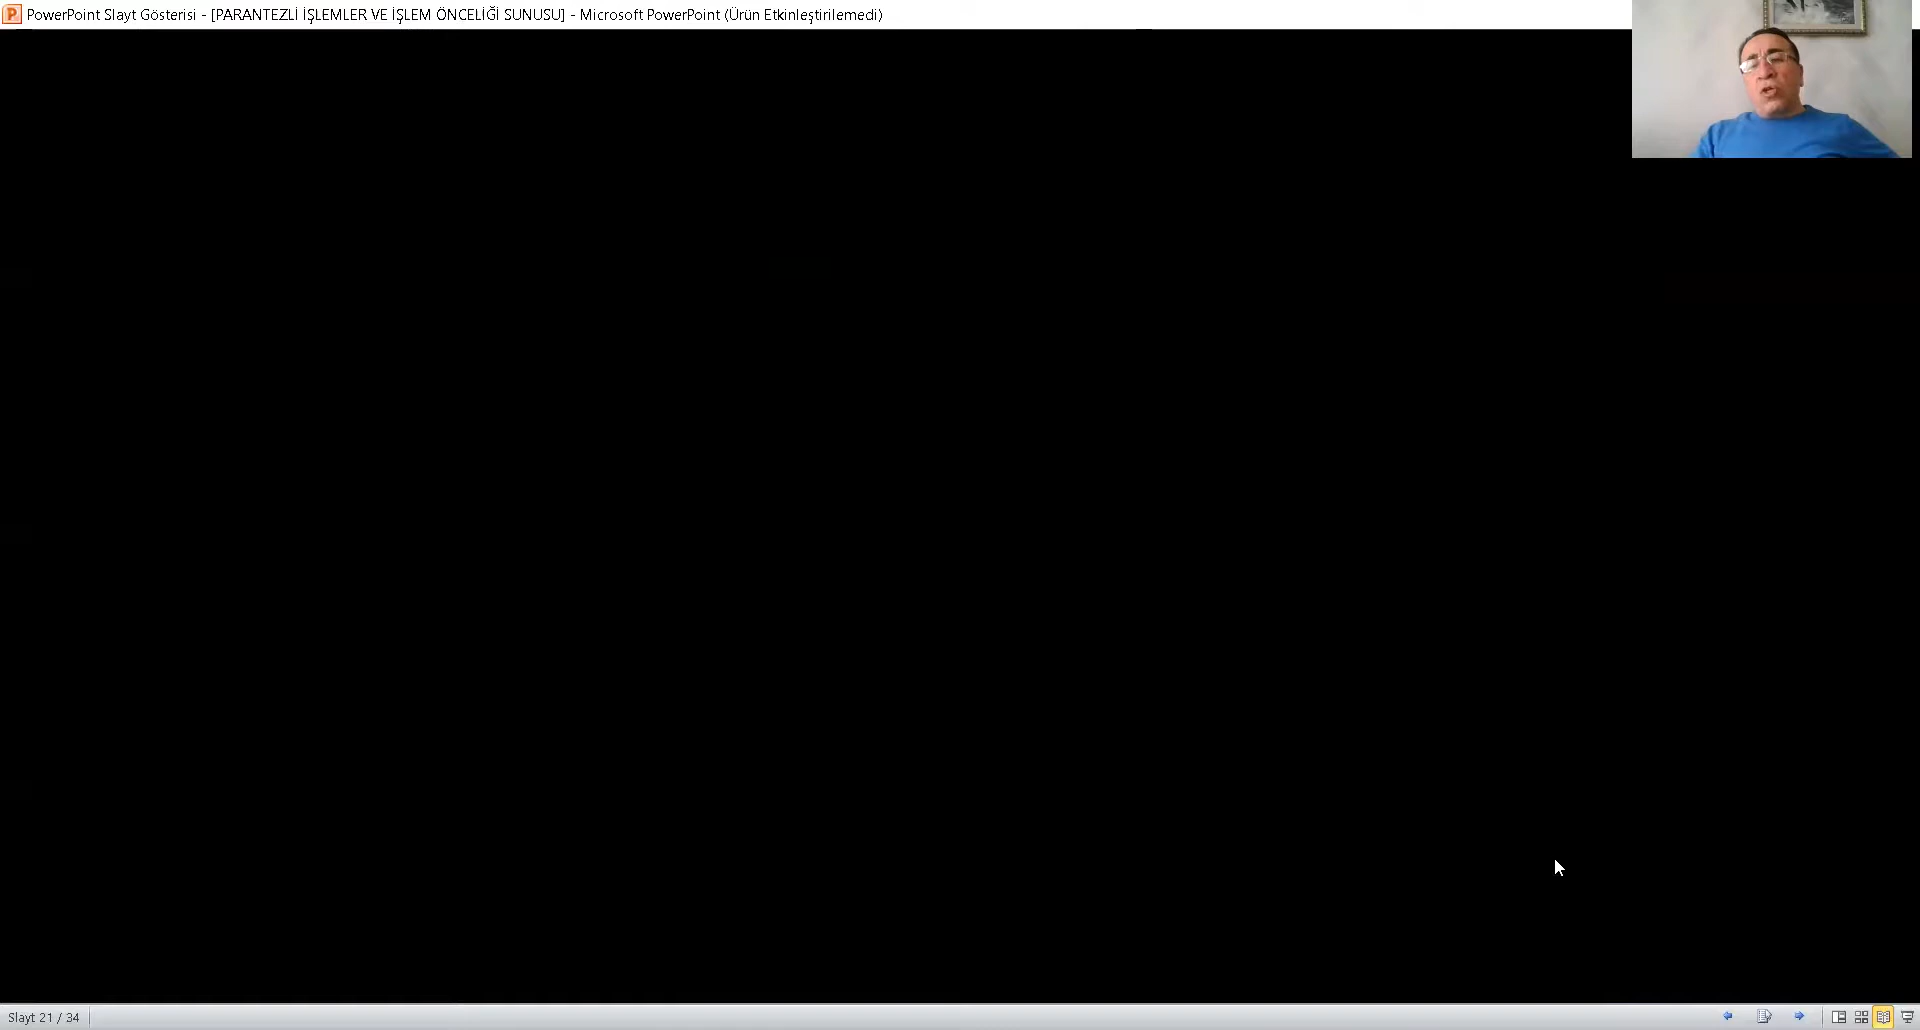 PowerPoint Slayt Gösterisi - [PARANTEZLİ İŞLEMLER VE İŞLEM ÖNCELİĞİ SUNUSU] - Microsoft PowerPoint (Ürün Etkinleştirilemedi)
Slayt 21 / 34